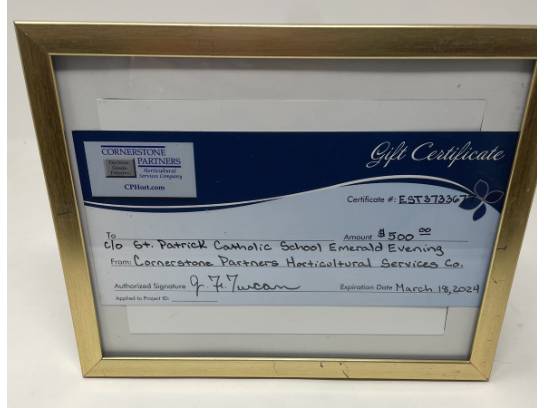 CORNERSTONE
PARTNERS
Horticultural
Services Company
CPHort.com
Gift Certificate
Certificate #: EST373367
To Amount $500 00
c/o St. Patrick Catholic School Emerald Evening
From: Cornerstone Partners Horticultural Services Co.
Authorized Signature J. F. Turcan Expiration Date March 18, 2024
Applied to Project ID: